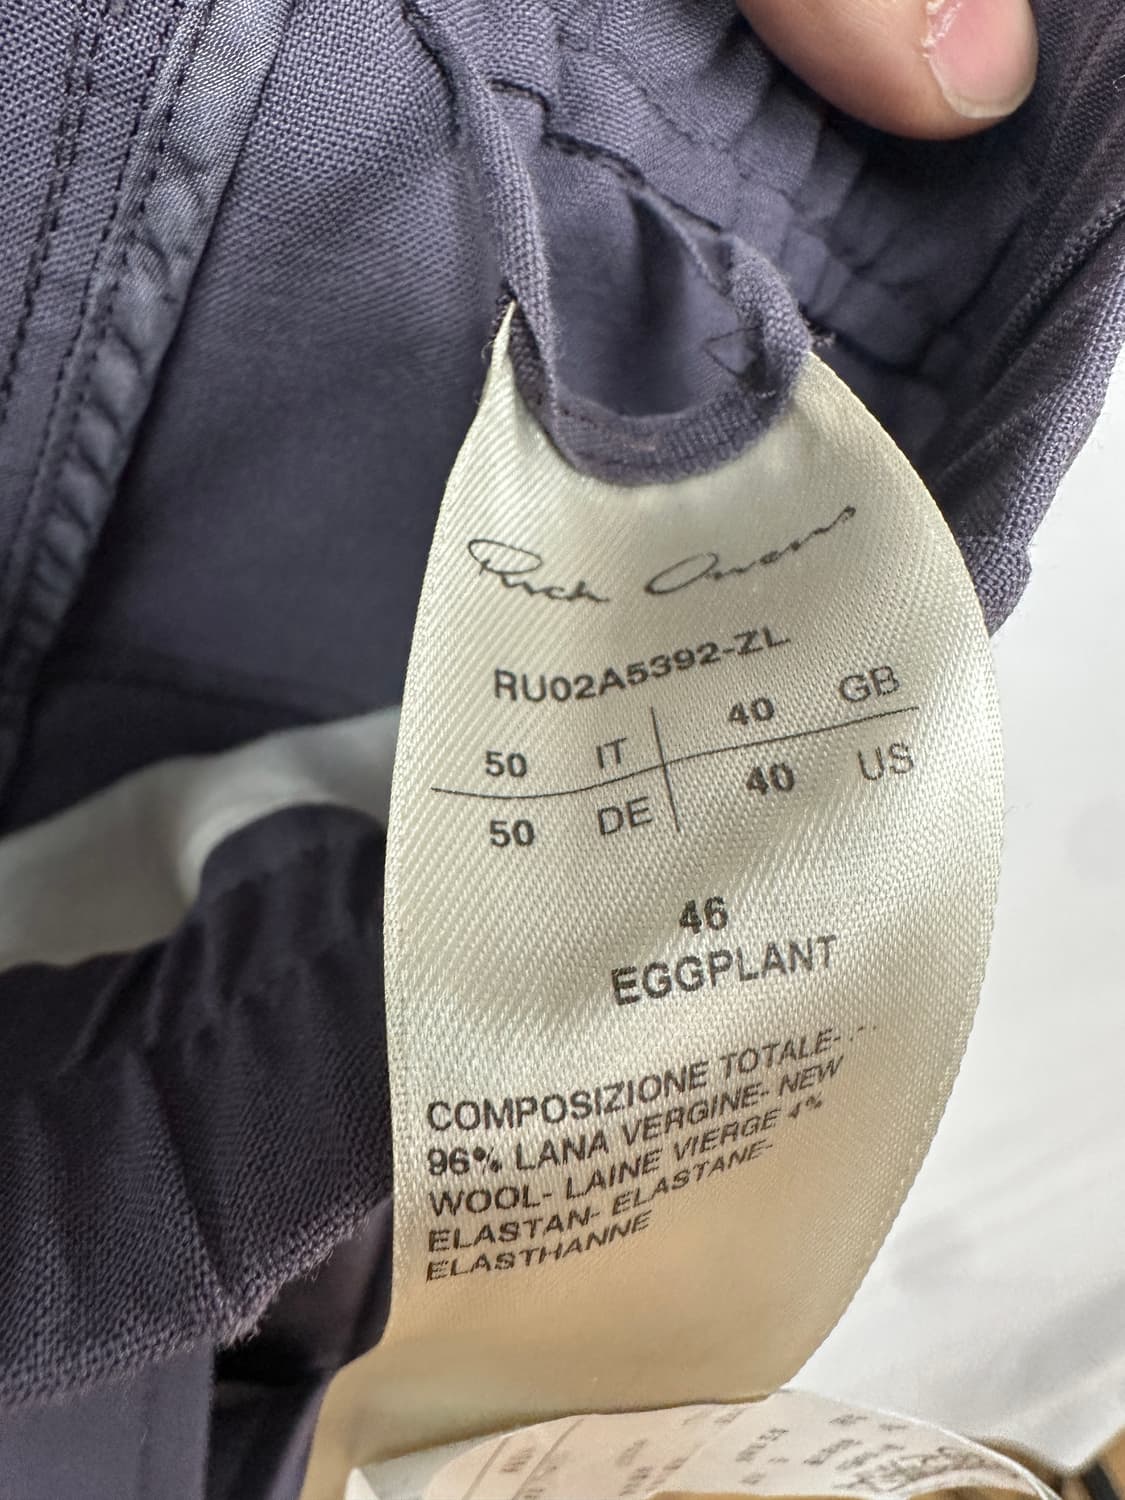 Rick Owens
RU02A5392-ZL
50 IT 40 GB
50 DE 40 US
46
EGGPLANT
COMPOSIZIONE TOTALE-
96% LANA VERGINE- NEW
WOOL- LAINE VIERGE 4%
ELASTAN- ELASTANE-
ELASTHANNE